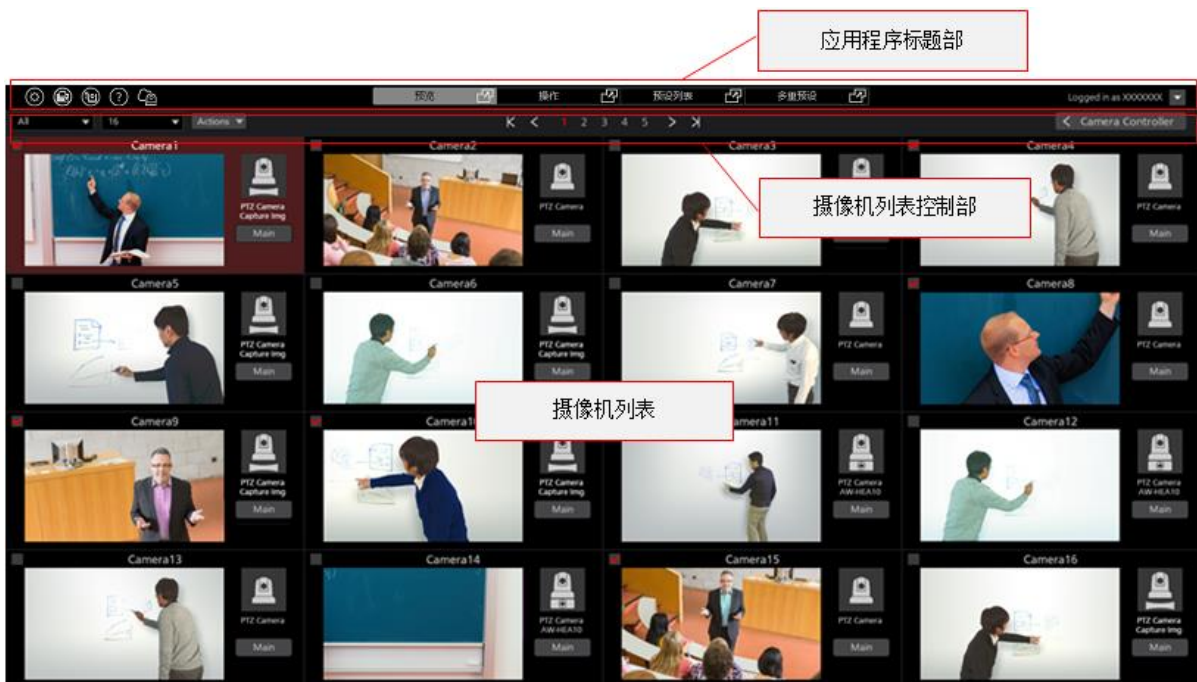 应用程序标题部
预览 操作 预设列表 多重预设 Logged in as XXXXXXX
All 16 Actions 1 2 3 4 5 Camera Controller
Camera1 Camera2 Camera3 Camera4
摄像机列表控制部
PTZ Camera
Capture Img
Main
PTZ Camera
Main
PTZ Camera
Main
Camera5 Camera6 Camera7 Camera8
PTZ Camera
Capture Img
Main
PTZ Camera
Capture Img
Main
PTZ Camera
Main
PTZ Camera
Main
摄像机列表
Camera9 Camera10 Camera11 Camera12
PTZ Camera
Capture Img
Main
PTZ Camera
Capture Img
Main
PTZ Camera
AW-HEA10
Main
PTZ Camera
AW-HEA10
Main
Camera13 Camera14 Camera15 Camera16
PTZ Camera
Main
PTZ Camera
AW-HEA10
Main
PTZ Camera
Main
PTZ Camera
Capture Img
Main